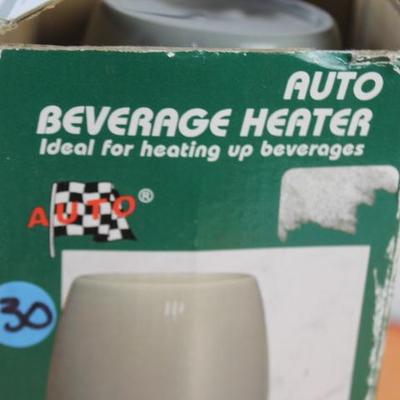 AUTO
BEVERAGE HEATER
Ideal for heating up beverages
AUTO®
30